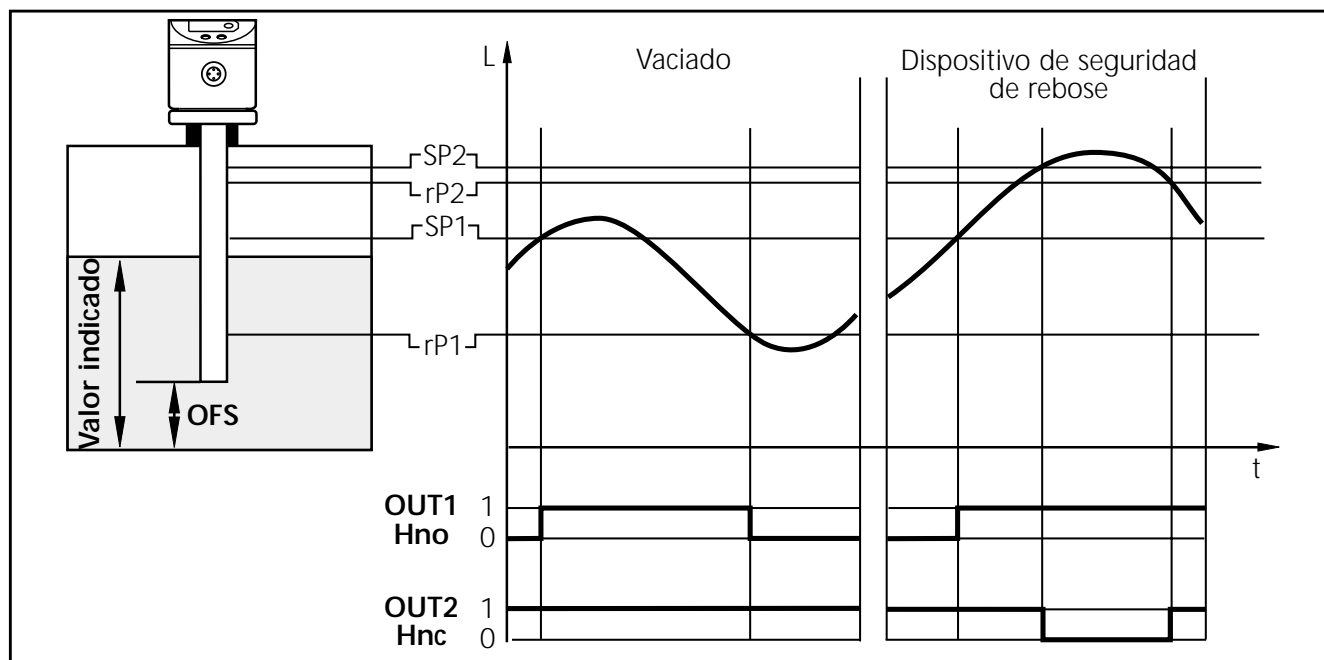 L
Vaciado
Dispositivo de seguridad
de rebose
SP2
rP2
SP1
rP1
Valor indicado
OFS
t
OUT1
Hno
1
0
OUT2
Hnc
1
0